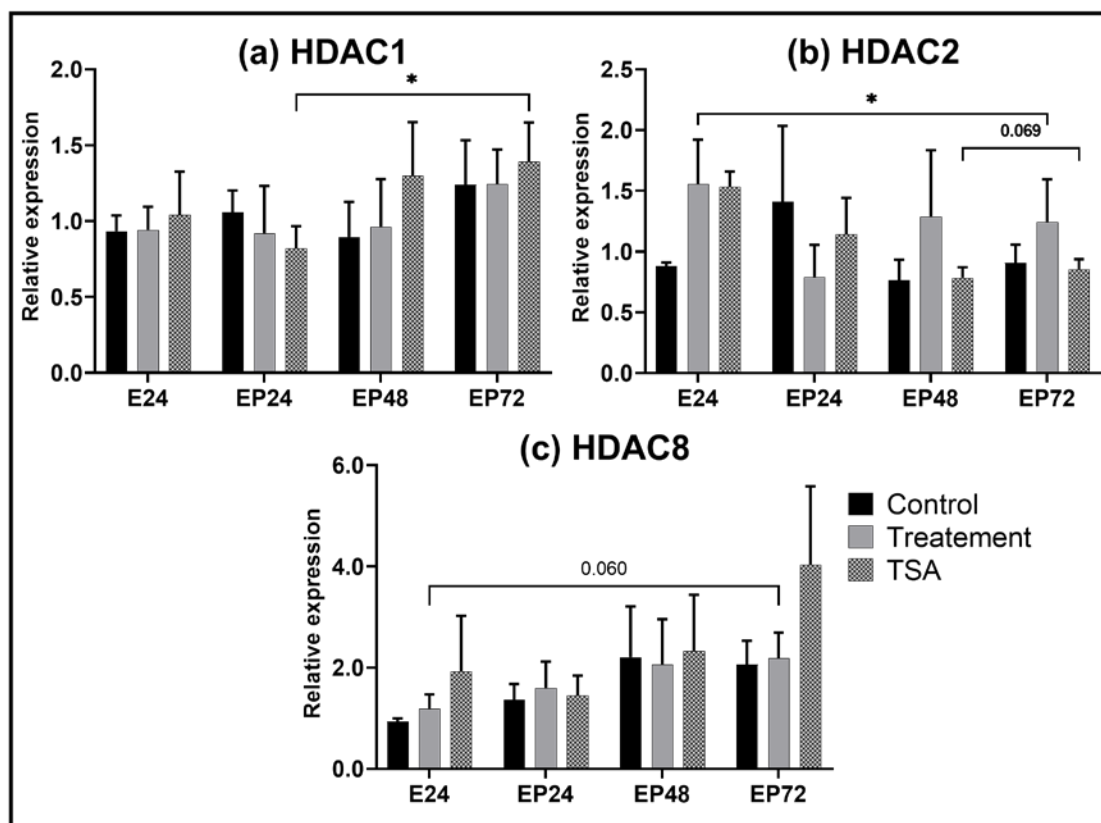 (a) HDAC1
Relative expression
2.0
1.5
1.0
0.5
0.0
*
E24 EP24 EP48 EP72
(b) HDAC2
Relative expression
2.5
2.0
1.5
1.0
0.5
0.0
*
0.069
E24 EP24 EP48 EP72
(c) HDAC8
Relative expression
6.0
4.0
2.0
0.0
0.060
E24 EP24 EP48 EP72
Control
Treatement
TSA